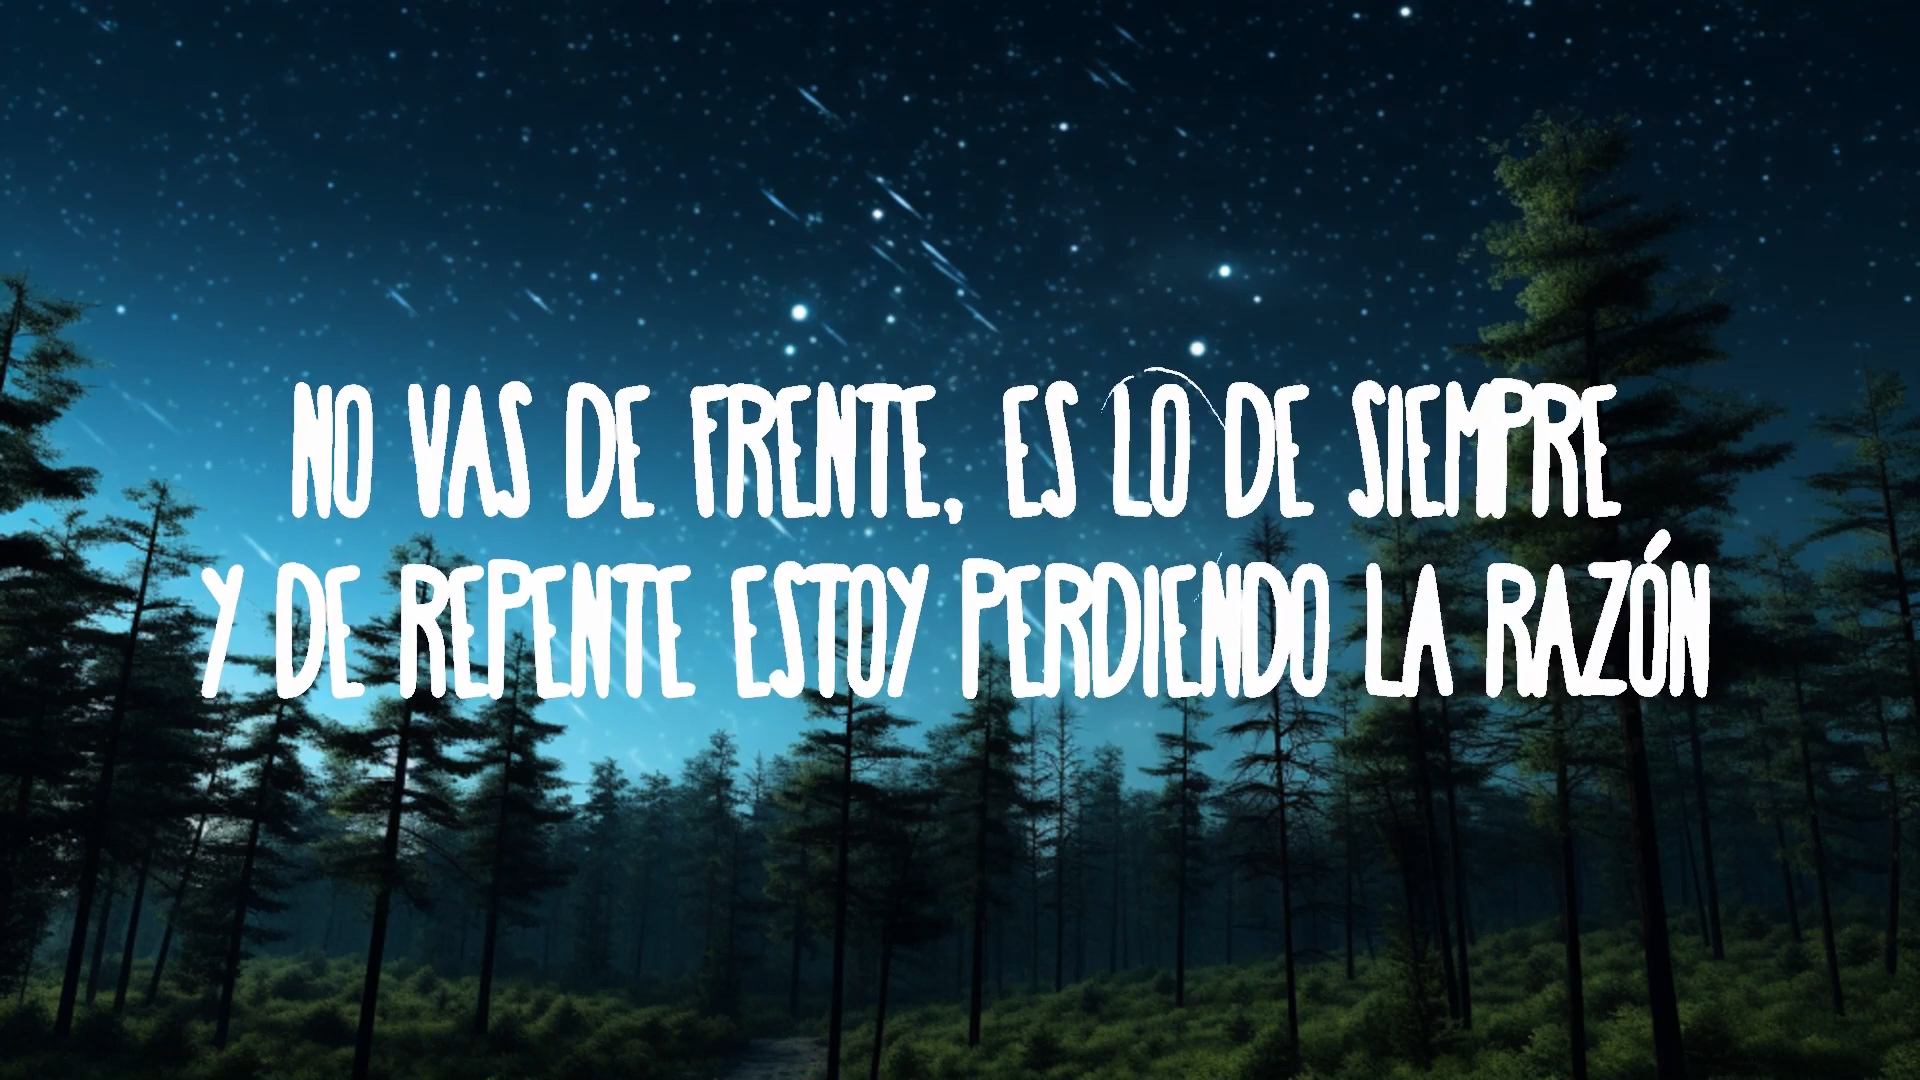 NO VAS DE FRENTE, ES LO DE SIEMPRE
Y DE REPENTE ESTOY PERDIENDO LA RAZÓN